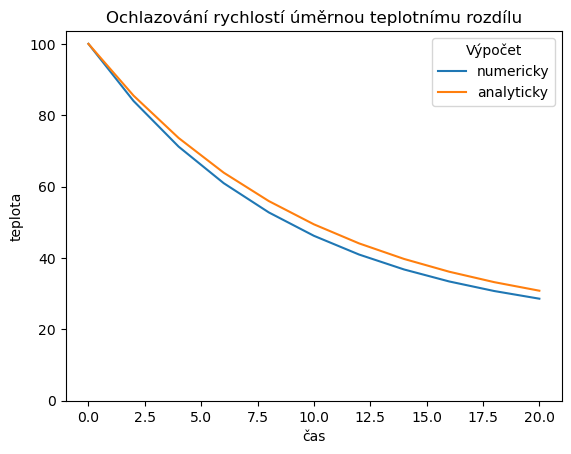 Ochlazování rychlostí úměrnou teplotnímu rozdílu
Výpočet
numericky
analyticky
teplota
100
80
60
40
20
0
0.0 2.5 5.0 7.5 10.0 12.5 15.0 17.5 20.0
čas